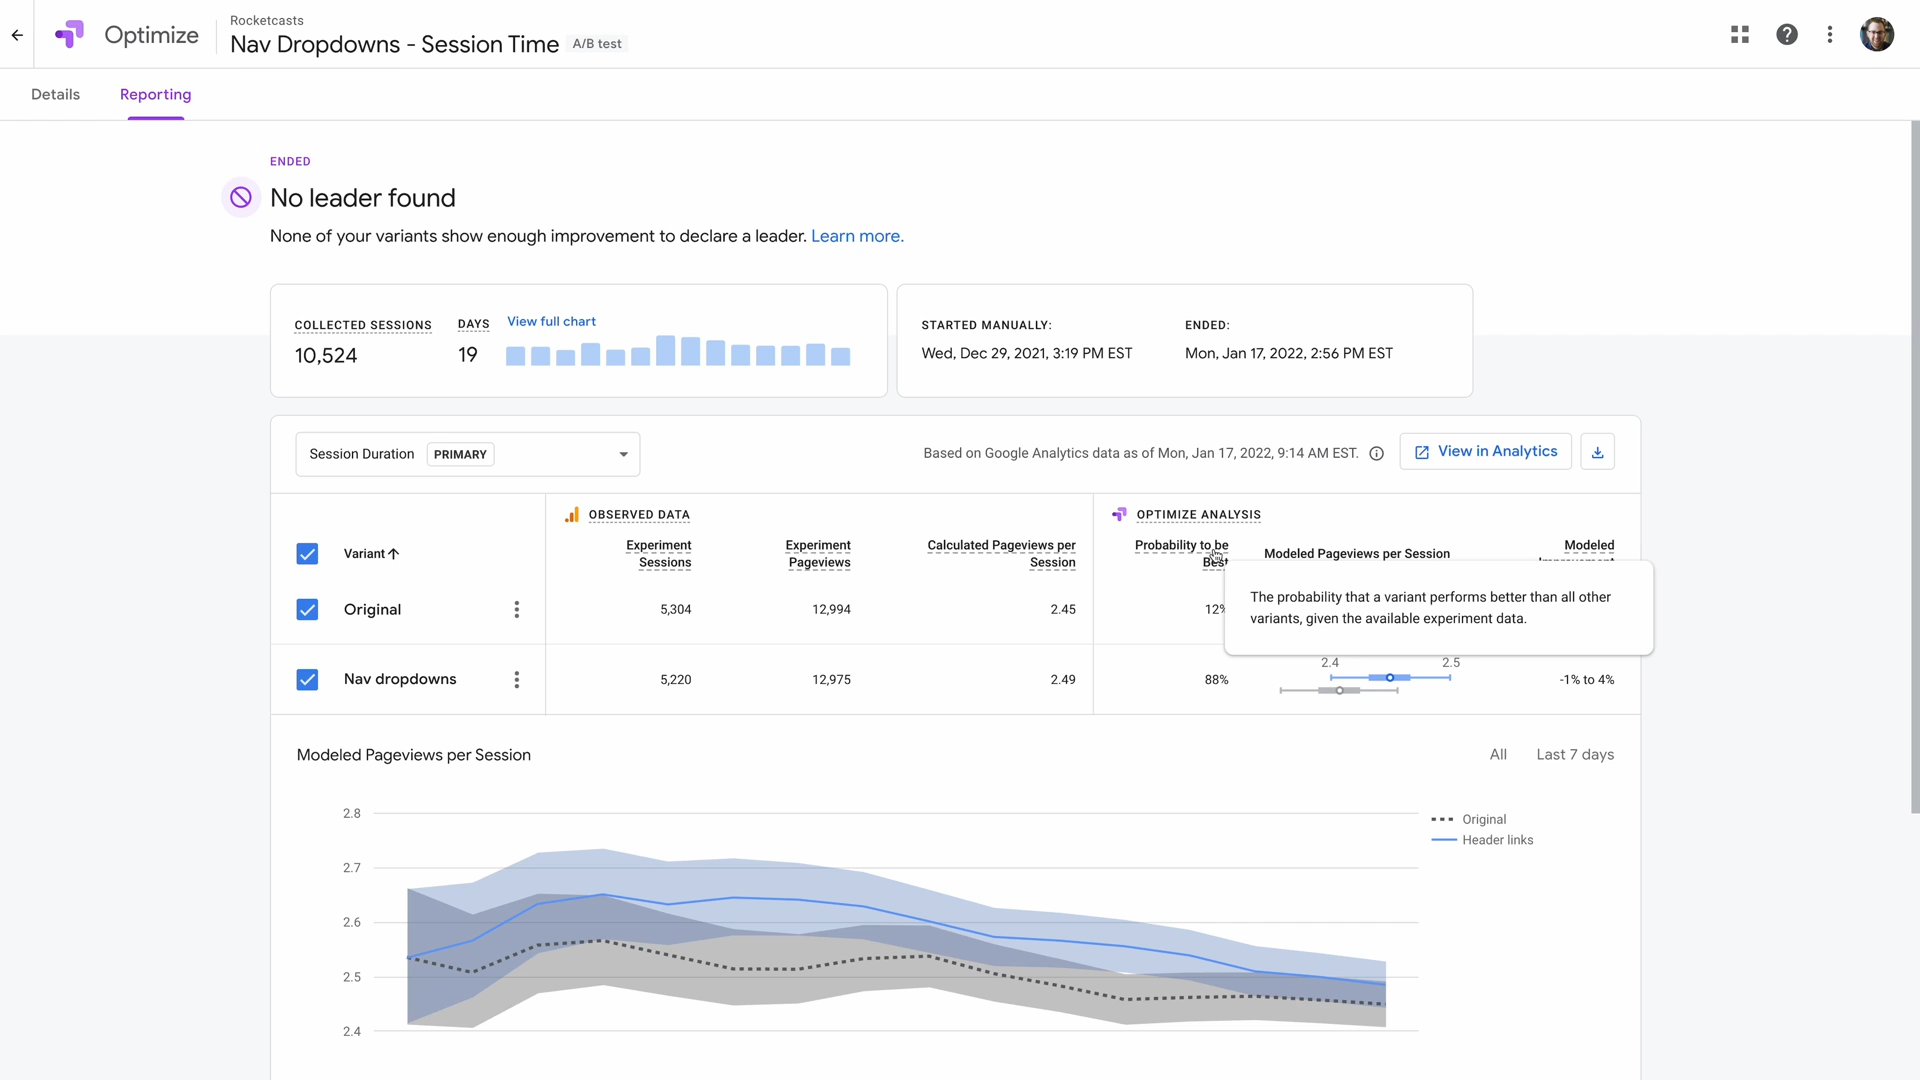 Rocketcasts
Optimize
Nav Dropdowns - Session Time A/B test
Details Reporting
ENDED
No leader found
None of your variants show enough improvement to declare a leader. Learn more.
COLLECTED SESSIONS DAYS View full chart
10,524 19
STARTED MANUALLY: ENDED:
Wed, Dec 29, 2021, 3:19 PM EST Mon, Jan 17, 2022, 2:56 PM EST
Session Duration PRIMARY
Based on Google Analytics data as of Mon, Jan 17, 2022, 9:14 AM EST. View in Analytics
OBSERVED DATA OPTIMIZE ANALYSIS
Variant
Experiment
Sessions
Experiment
Pageviews
Calculated Pageviews per
Session
Probability to be
Best
Modeled Pageviews per Session
Modeled
The probability that a variant performs better than all other
variants, given the available experiment data.
Original 5,304 12,994 2.45 12%
2.4 2.5
Nav dropdowns 5,220 12,975 2.49 88% -1% to 4%
Modeled Pageviews per Session All Last 7 days
2.8
2.7
2.6
2.5
2.4
Original
Header links